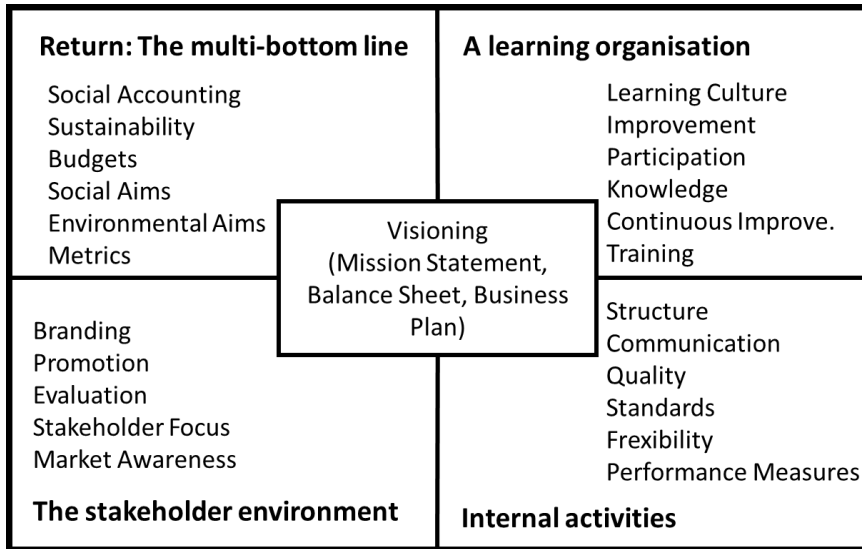 Return: The multi-bottom line
Social Accounting
Sustainability
Budgets
Social Aims
Environmental Aims
Metrics
A learning organisation
Learning Culture
Improvement
Participation
Knowledge
Continuous Improve.
Training
Visioning
(Mission Statement,
Balance Sheet, Business
Plan)
Branding
Promotion
Evaluation
Stakeholder Focus
Market Awareness
The stakeholder environment
Structure
Communication
Quality
Standards
Frexibility
Performance Measures
Internal activities